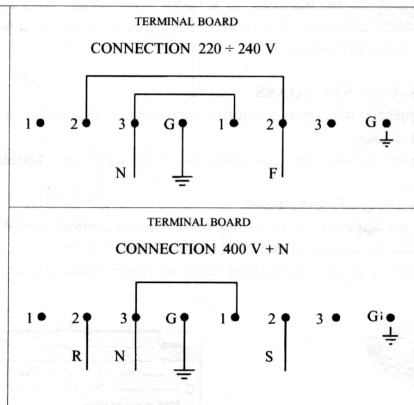 TERMINAL BOARD
CONNECTION 220 ÷ 240 V
1 2 3 G 1 2 3 G
N F
TERMINAL BOARD
CONNECTION 400 V + N
1 2 3 G 1 2 3 Gi
R N S